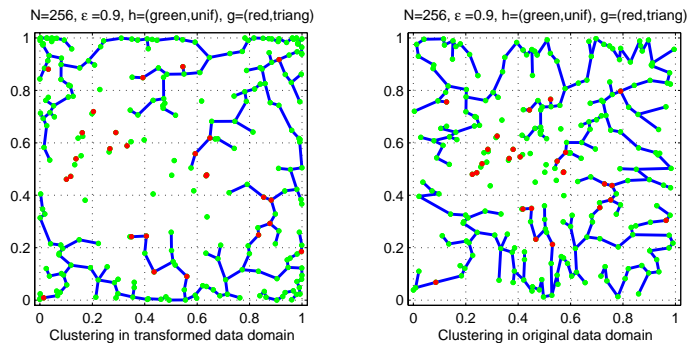 N=256, ε =0.9, h=(green,unif), g=(red,triang)
1
0.8
0.6
0.4
0.2
0
0 0.2 0.4 0.6 0.8 1
Clustering in transformed data domain
N=256, ε =0.9, h=(green,unif), g=(red,triang)
1
0.8
0.6
0.4
0.2
0
0 0.2 0.4 0.6 0.8 1
Clustering in original data domain